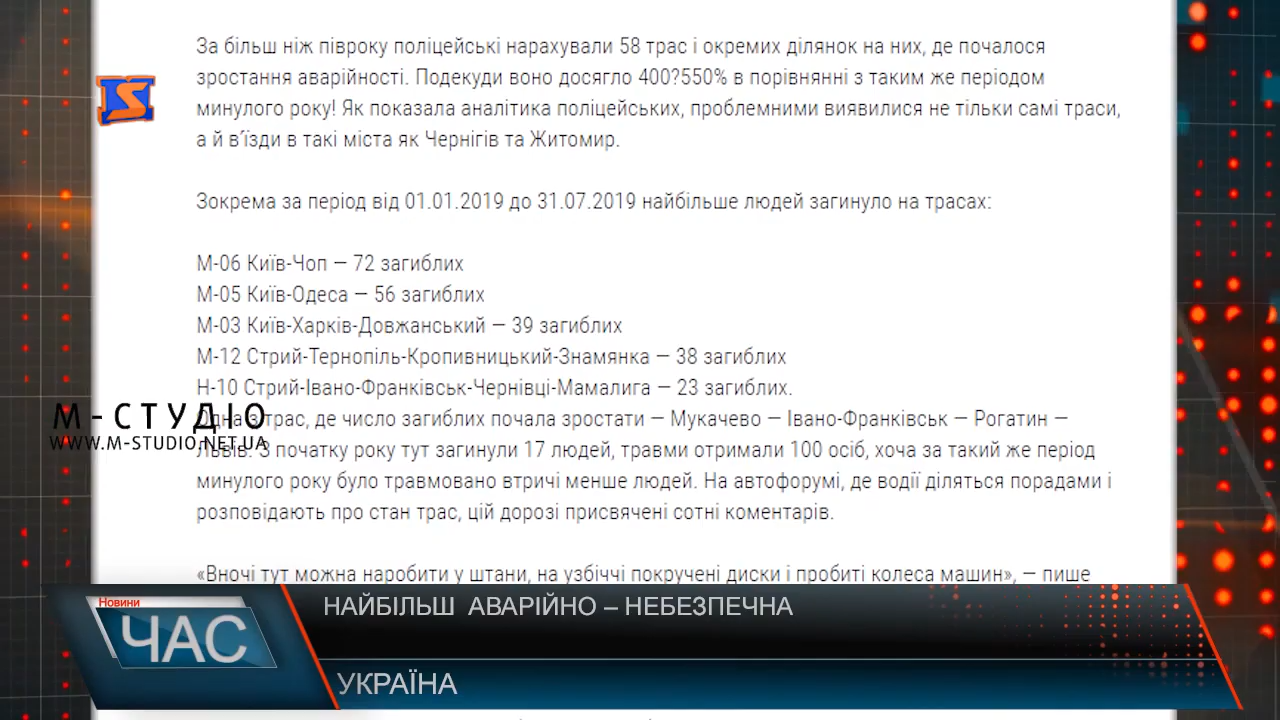 За більш ніж півроку поліцейські нарахували 58 трас і окремих ділянок на них, де почалося
зростання аварійності. Подекуди воно досягло 400?550% в порівнянні з таким же періодом
минулого року! Як показала аналітика поліцейських, проблемними виявилися не тільки самі траси,
а й в’їзди в такі міста як Чернігів та Житомир.
Зокрема за період від 01.01.2019 до 31.07.2019 найбільше людей загинуло на трасах:
М-06 Київ-Чоп — 72 загиблих
М-05 Київ-Одеса — 56 загиблих
М-03 Київ-Харків-Довжанський — 39 загиблих
М-12 Стрий-Тернопіль-Кропивницький-Знамянка — 38 загиблих
Н-10 Стрий-Івано-Франківськ-Чернівці-Мамалига — 23 загиблих.
М-СТУДІО
Одна з трас, де число загиблих почала зростати — Мукачево — Івано-Франківськ — Рогатин —
WWW.M-STUDIO.NET.UA
Львів. З початку року тут загинули 17 людей, травми отримали 100 осіб, хоча за такий же період
минулого року було травмовано втричі менше людей. На автофорумі, де водії діляться порадами і
розповідають про стан трас, цій дорозі присвячені сотні коментарів.
«Вночі тут можна наробити у штани, на узбіччі покручені диски і пробиті колеса машин», — пише
Новини
ЧАС
НАЙБІЛЬШ АВАРІЙНО – НЕБЕЗПЕЧНА
УКРАЇНА